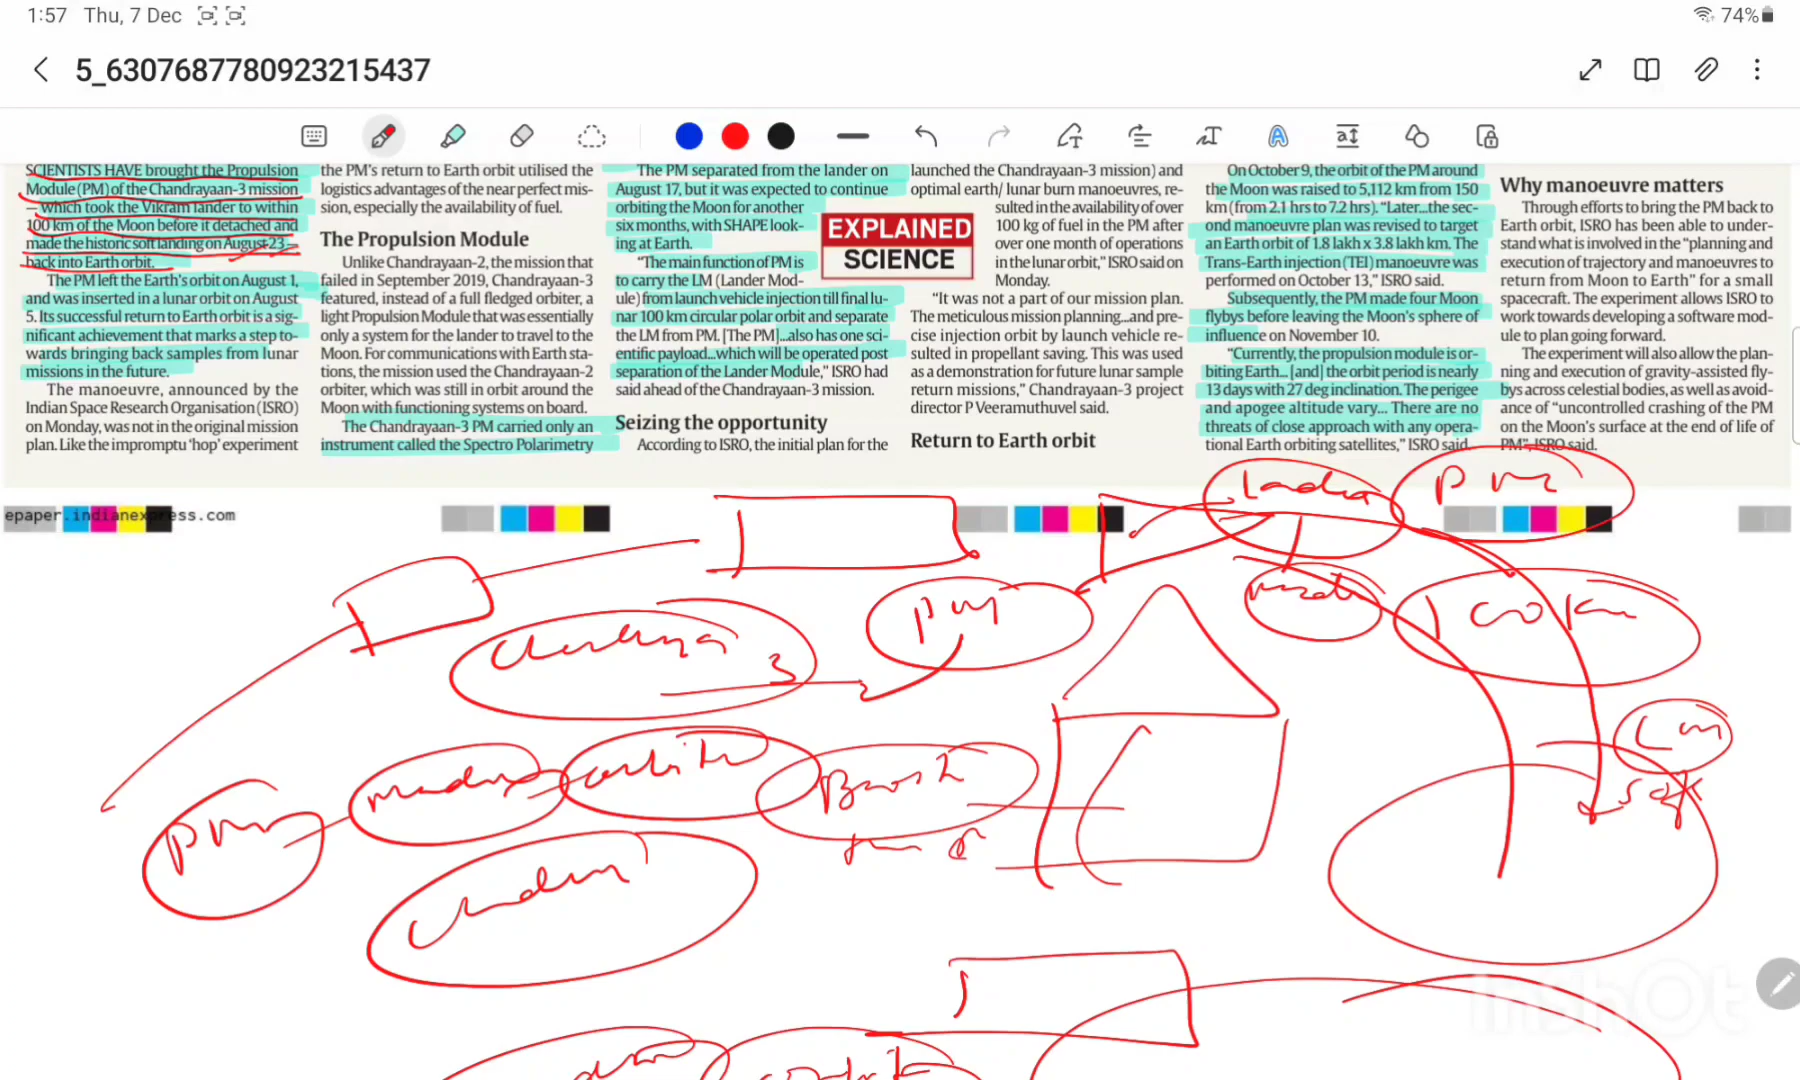 1:57 Thu, 7 Dec
74%
5_6307687780923215437
SCIENTISTS HAVE brought the Propulsion
Module (PM) of the Chandrayaan-3 mission
— which took the Vikram lander to within
100 km of the Moon before it detached and
made the historic soft landing on August 23 —
back into Earth orbit.
The PM left the Earth's orbit on August 1,
and was inserted in a lunar orbit on August
5. Its successful return to Earth orbit is a sig-
nificant achievement that marks a step to-
wards bringing back samples from lunar
missions in the future.
The manoeuvre, announced by the
Indian Space Research Organisation (ISRO)
on Monday, was not in the original mission
plan. Like the impromptu 'hop' experiment
the PM's return to Earth orbit utilised the
logistics advantages of the near perfect mis-
sion, especially the availability of fuel.
The Propulsion Module
Unlike Chandrayaan-2, the mission that
failed in September 2019, Chandrayaan-3
featured, instead of a full fledged orbiter, a
light Propulsion Module that was essentially
only a system for the lander to travel to the
Moon. For communications with Earth sta-
tions, the mission used the Chandrayaan-2
orbiter, which was still in orbit around the
Moon with functioning systems on board.
The Chandrayaan-3 PM carried only an
instrument called the Spectro Polarimetry
The PM separated from the lander on
August 17, but it was expected to continue
orbiting the Moon for another
six months, with SHAPE look-
ing at Earth.
"The main function of PM is
to carry the LM (Lander Mod-
ule) from launch vehicle injection till final lu-
nar 100 km circular polar orbit and separate
the LM from PM. [The PM]...also has one sci-
entific payload...which will be operated post
separation of the Lander Module," ISRO had
said ahead of the Chandrayaan-3 mission.
Seizing the opportunity
According to ISRO, the initial plan for the
EXPLAINED
SCIENCE
launched the Chandrayaan-3 mission) and
optimal earth/ lunar burn manoeuvres, re-
sulted in the availability of over
100 kg of fuel in the PM after
over one month of operations
in the lunar orbit," ISRO said on
Monday.
"It was not a part of our mission plan.
The meticulous mission planning...and pre-
cise injection orbit by launch vehicle re-
sulted in propellant saving. This was used
as a demonstration for future lunar sample
return missions," Chandrayaan-3 project
director P Veeramuthuvel said.
Return to Earth orbit
On October 9, the orbit of the PM around
the Moon was raised to 5,112 km from 150
km (from 2.1 hrs to 7.2 hrs). "Later...the sec-
ond manoeuvre plan was revised to target
an Earth orbit of 1.8 lakh x 3.8 lakh km. The
Trans-Earth injection (TEI) manoeuvre was
performed on October 13," ISRO said.
Subsequently, the PM made four Moon
flybys before leaving the Moon's sphere of
influence on November 10.
"Currently, the propulsion module is or-
biting Earth... [and] the orbit period is nearly
13 days with 27 deg inclination. The perigee
and apogee altitude vary... There are no
threats of close approach with any opera-
tional Earth orbiting satellites," ISRO said.
Why manoeuvre matters
Through efforts to bring the PM back to
Earth orbit, ISRO has been able to under-
stand what is involved in the "planning and
execution of trajectory and manoeuvres to
return from Moon to Earth" for a small
spacecraft. The experiment allows ISRO to
work towards developing a software mod-
ule to plan going forward.
The experiment will also allow the plan-
ning and execution of gravity-assisted fly-
bys across celestial bodies, as well as avoid-
ance of "uncontrolled crashing of the PM
on the Moon's surface at the end of life of
PM", ISRO said.
epaper.indianexpress.com
PM
PM
100 km
3
LM
PM
InShOt